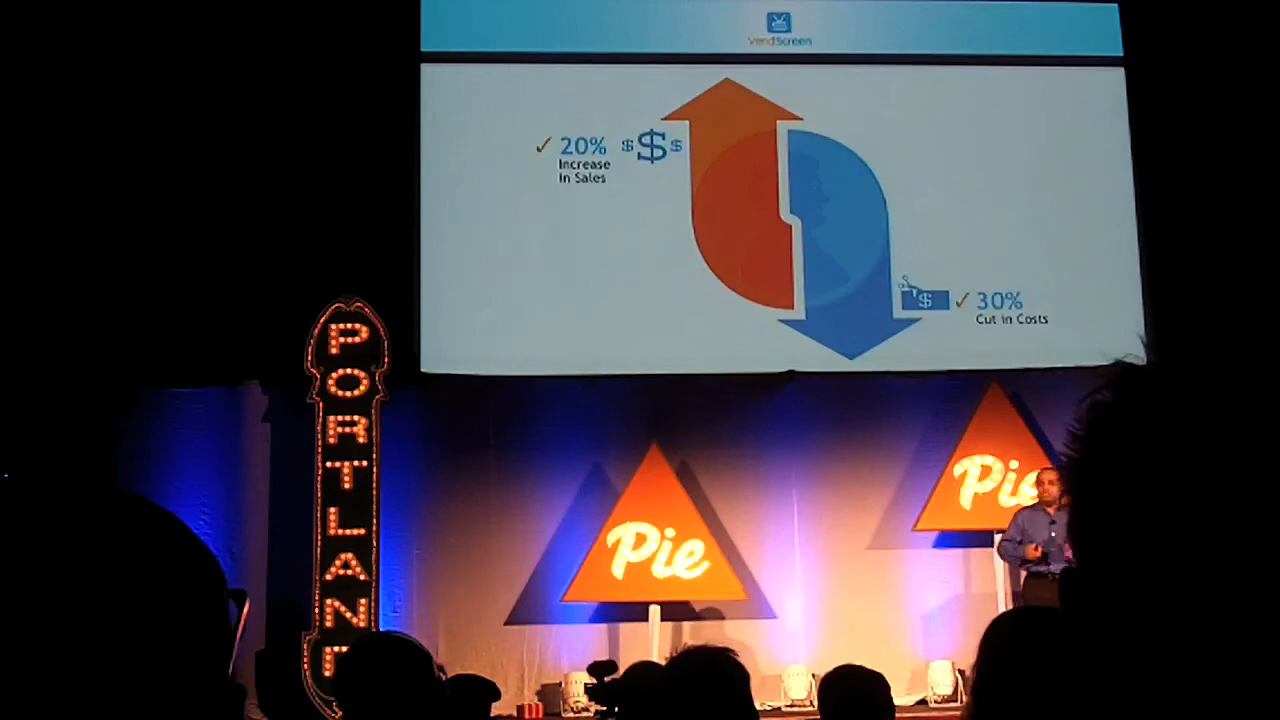 VendScreen
20%
$$$
Increase
In Sales
$
30%
Cut in Costs
PORTLAND
Pie
Pie